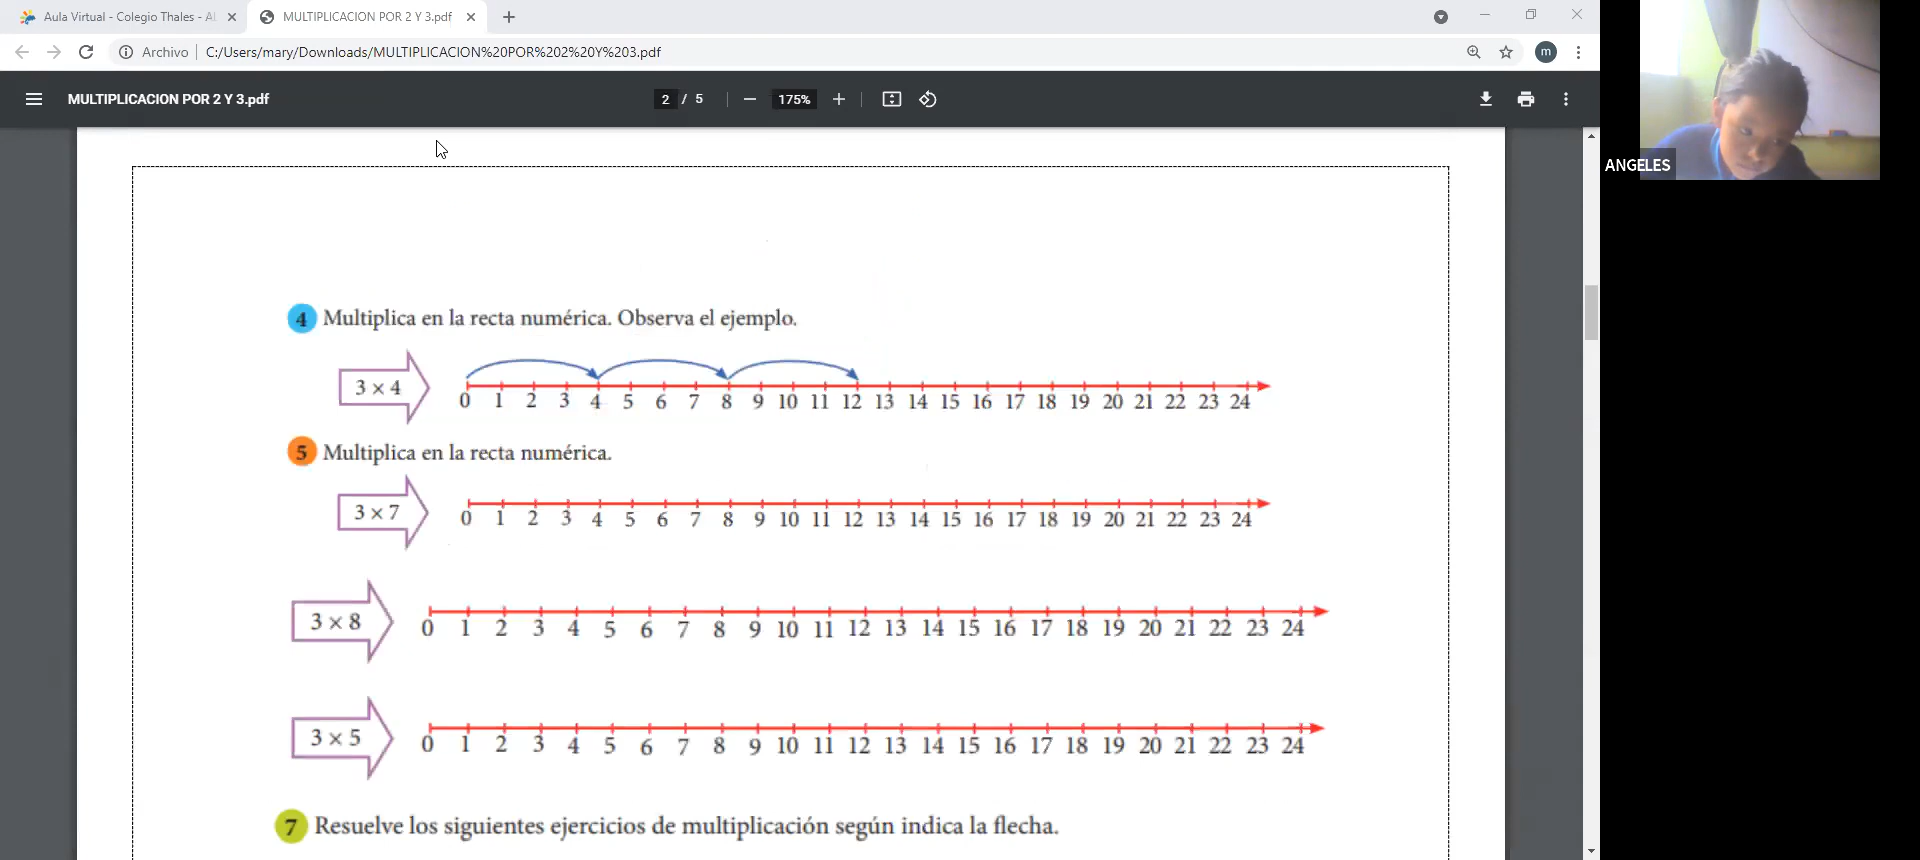 Aula Virtual - Colegio Thales - Al
MULTIPLICACION POR 2 Y 3.pdf
Archivo
C:/Users/mary/Downloads/MULTIPLICACION%20POR%202%20Y%203.pdf
m
MULTIPLICACION POR 2 Y 3.pdf
2 / 5
175%
ANGELES
4 Multiplica en la recta numérica. Observa el ejemplo.
3 × 4
0 1 2 3 4 5 6 7 8 9 10 11 12 13 14 15 16 17 18 19 20 21 22 23 24
5 Multiplica en la recta numérica.
3 × 7
0 1 2 3 4 5 6 7 8 9 10 11 12 13 14 15 16 17 18 19 20 21 22 23 24
3 × 8
0 1 2 3 4 5 6 7 8 9 10 11 12 13 14 15 16 17 18 19 20 21 22 23 24
3 × 5
0 1 2 3 4 5 6 7 8 9 10 11 12 13 14 15 16 17 18 19 20 21 22 23 24
7 Resuelve los siguientes ejercicios de multiplicación según indica la flecha.